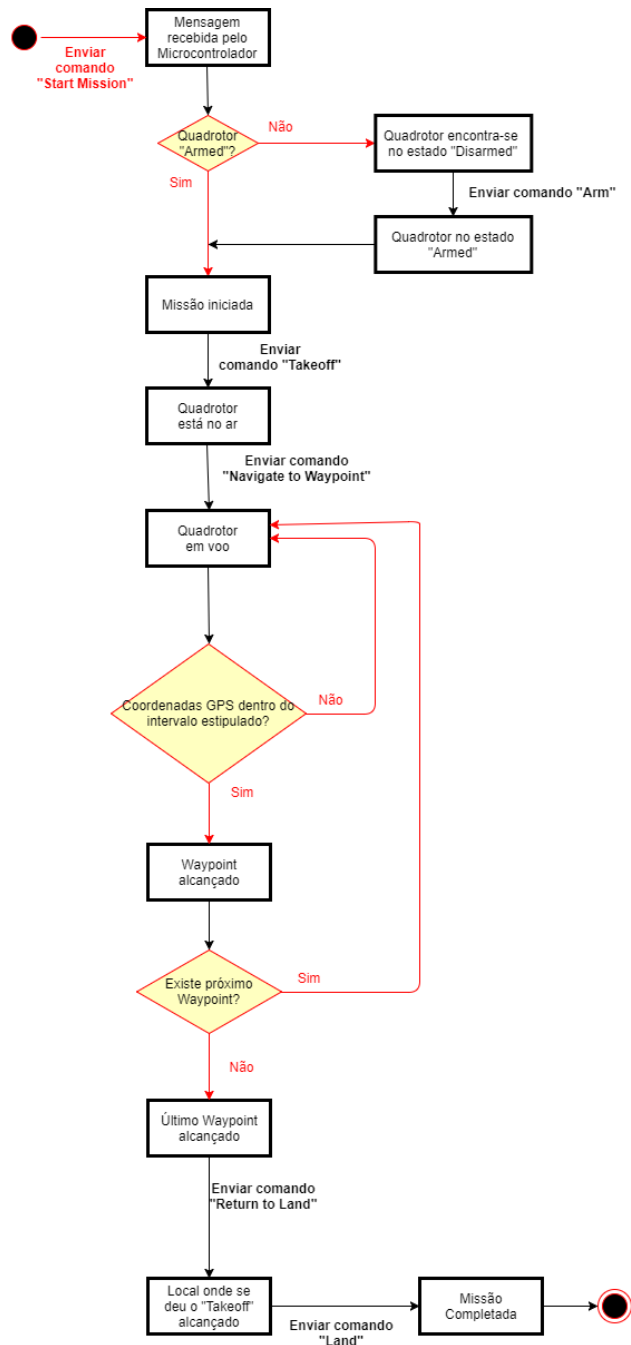 Mensagem
recebida pelo
Microcontrolador
Enviar
comando
"Start Mission"
Quadrotor
"Armed"?
Não
Quadrotor encontra-se
no estado "Disarmed"
Sim
Enviar comando "Arm"
Quadrotor no estado
"Armed"
Missão iniciada
Enviar
comando "Takeoff"
Quadrotor
está no ar
Enviar comando
"Navigate to Waypoint"
Quadrotor
em voo
Coordenadas GPS dentro do
intervalo estipulado?
Não
Sim
Waypoint
alcançado
Existe próximo
Waypoint?
Sim
Não
Último Waypoint
alcançado
Enviar comando
"Return to Land"
Local onde se
deu o "Takeoff"
alcançado
Enviar comando
"Land"
Missão
Completada